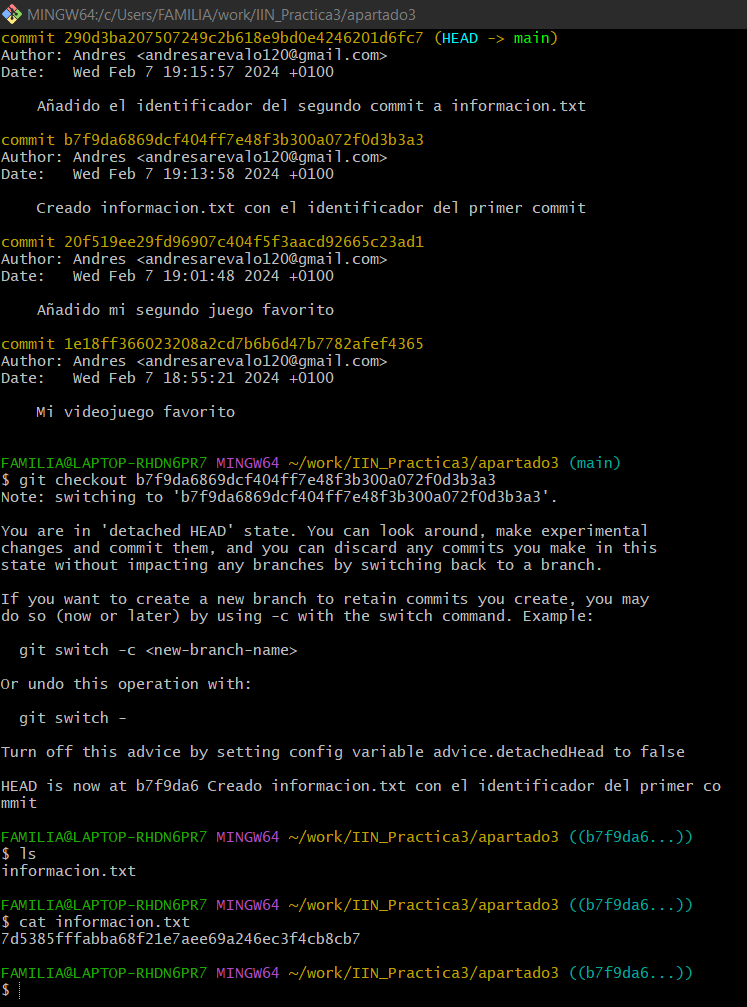 MINGW64:/c/Users/FAMILIA/work/IIN_Practica3/apartado3
commit 290d3ba207507249c2b618e9bd0e4246201d6fc7 (HEAD -> main)
Author: Andres <andresarevalo120@gmail.com>
Date:   Wed Feb 7 19:15:57 2024 +0100
    Añadido el identificador del segundo commit a informacion.txt
commit b7f9da6869dcf404ff7e48f3b300a072f0d3b3a3
Author: Andres <andresarevalo120@gmail.com>
Date:   Wed Feb 7 19:13:58 2024 +0100
    Creado informacion.txt con el identificador del primer commit
commit 20f519ee29fd96907c404f5f3aacd92665c23ad1
Author: Andres <andresarevalo120@gmail.com>
Date:   Wed Feb 7 19:01:48 2024 +0100
    Añadido mi segundo juego favorito
commit 1e18ff366023208a2cd7b6b6d47b7782afef4365
Author: Andres <andresarevalo120@gmail.com>
Date:   Wed Feb 7 18:55:21 2024 +0100
    Mi videojuego favorito
FAMILIA@LAPTOP-RHDN6PR7 MINGW64 ~/work/IIN_Practica3/apartado3 (main)
$ git checkout b7f9da6869dcf404ff7e48f3b300a072f0d3b3a3
Note: switching to 'b7f9da6869dcf404ff7e48f3b300a072f0d3b3a3'.
You are in 'detached HEAD' state. You can look around, make experimental
changes and commit them, and you can discard any commits you make in this
state without impacting any branches by switching back to a branch.
If you want to create a new branch to retain commits you create, you may
do so (now or later) by using -c with the switch command. Example:
  git switch -c <new-branch-name>
Or undo this operation with:
  git switch -
Turn off this advice by setting config variable advice.detachedHead to false
HEAD is now at b7f9da6 Creado informacion.txt con el identificador del primer co
mmit
FAMILIA@LAPTOP-RHDN6PR7 MINGW64 ~/work/IIN_Practica3/apartado3 ((b7f9da6...))
$ ls
informacion.txt
FAMILIA@LAPTOP-RHDN6PR7 MINGW64 ~/work/IIN_Practica3/apartado3 ((b7f9da6...))
$ cat informacion.txt
7d5385fffabba68f21e7aee69a246ec3f4cb8cb7
FAMILIA@LAPTOP-RHDN6PR7 MINGW64 ~/work/IIN_Practica3/apartado3 ((b7f9da6...))
$